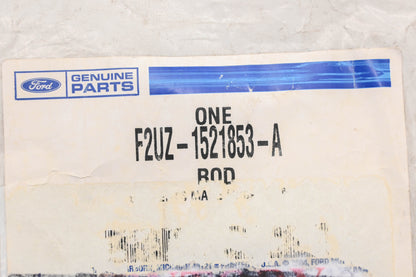 Ford
GENUINE
PARTS
ONE
F2UZ-1521853-A
ROD